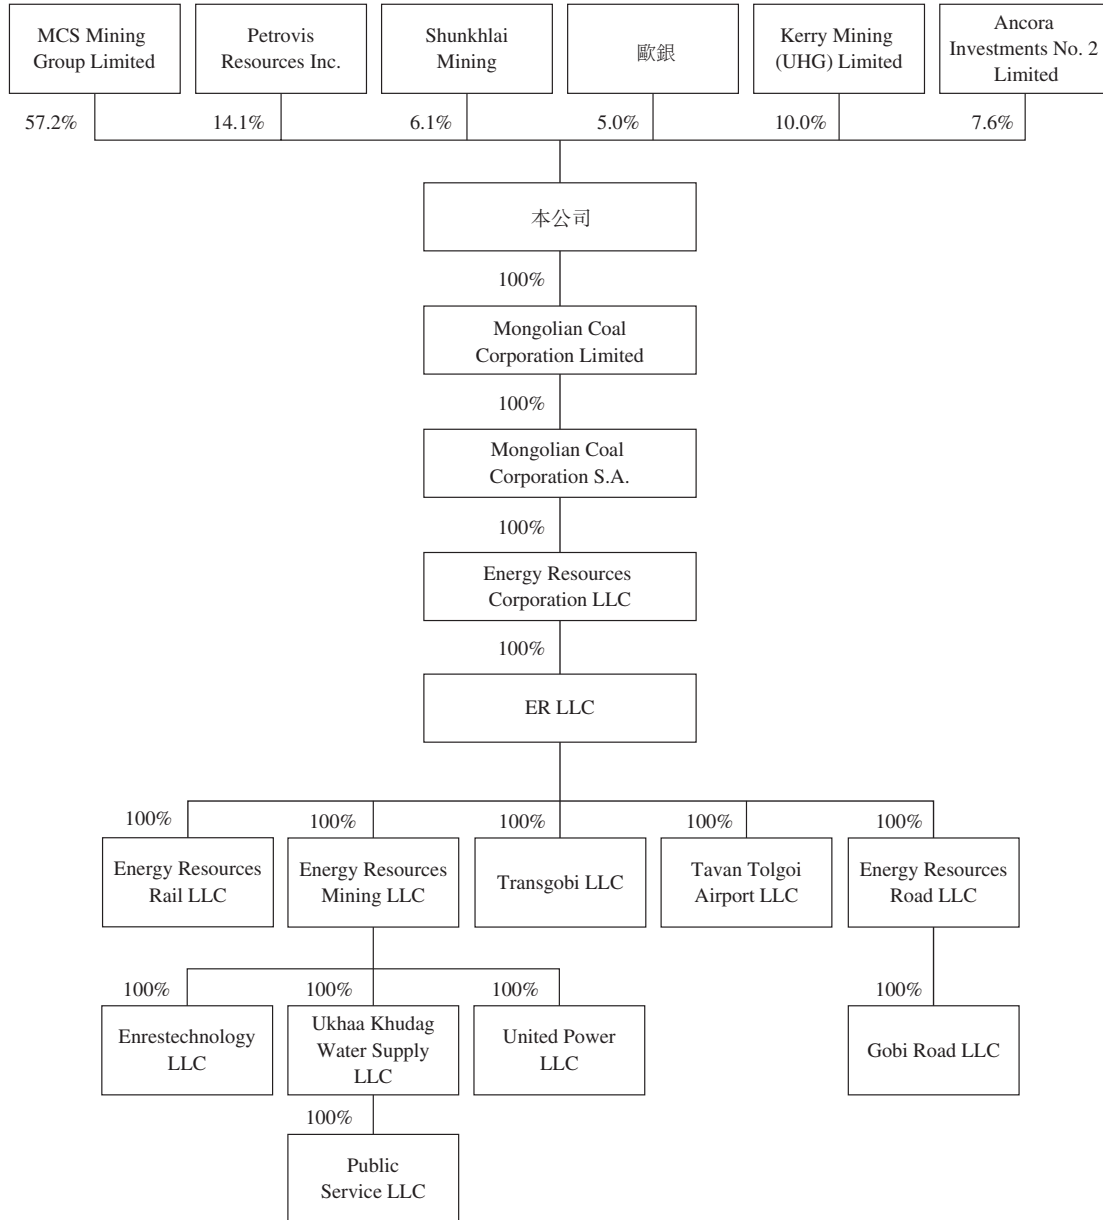 MCS Mining
Group Limited
Petrovis
Resources Inc.
Shunkhlai
Mining
歐銀
Kerry Mining
(UHG) Limited
Ancora
Investments No. 2
Limited
57.2%
14.1%
6.1%
5.0%
10.0%
7.6%
本公司
100%
Mongolian Coal
Corporation Limited
100%
Mongolian Coal
Corporation S.A.
100%
Energy Resources
Corporation LLC
100%
ER LLC
100%
100%
100%
100%
100%
Energy Resources
Rail LLC
Energy Resources
Mining LLC
Transgobi LLC
Tavan Tolgoi
Airport LLC
Energy Resources
Road LLC
100%
100%
100%
100%
Enrestechnology
LLC
Ukhaa Khudag
Water Supply
LLC
United Power
LLC
Gobi Road LLC
100%
Public
Service LLC